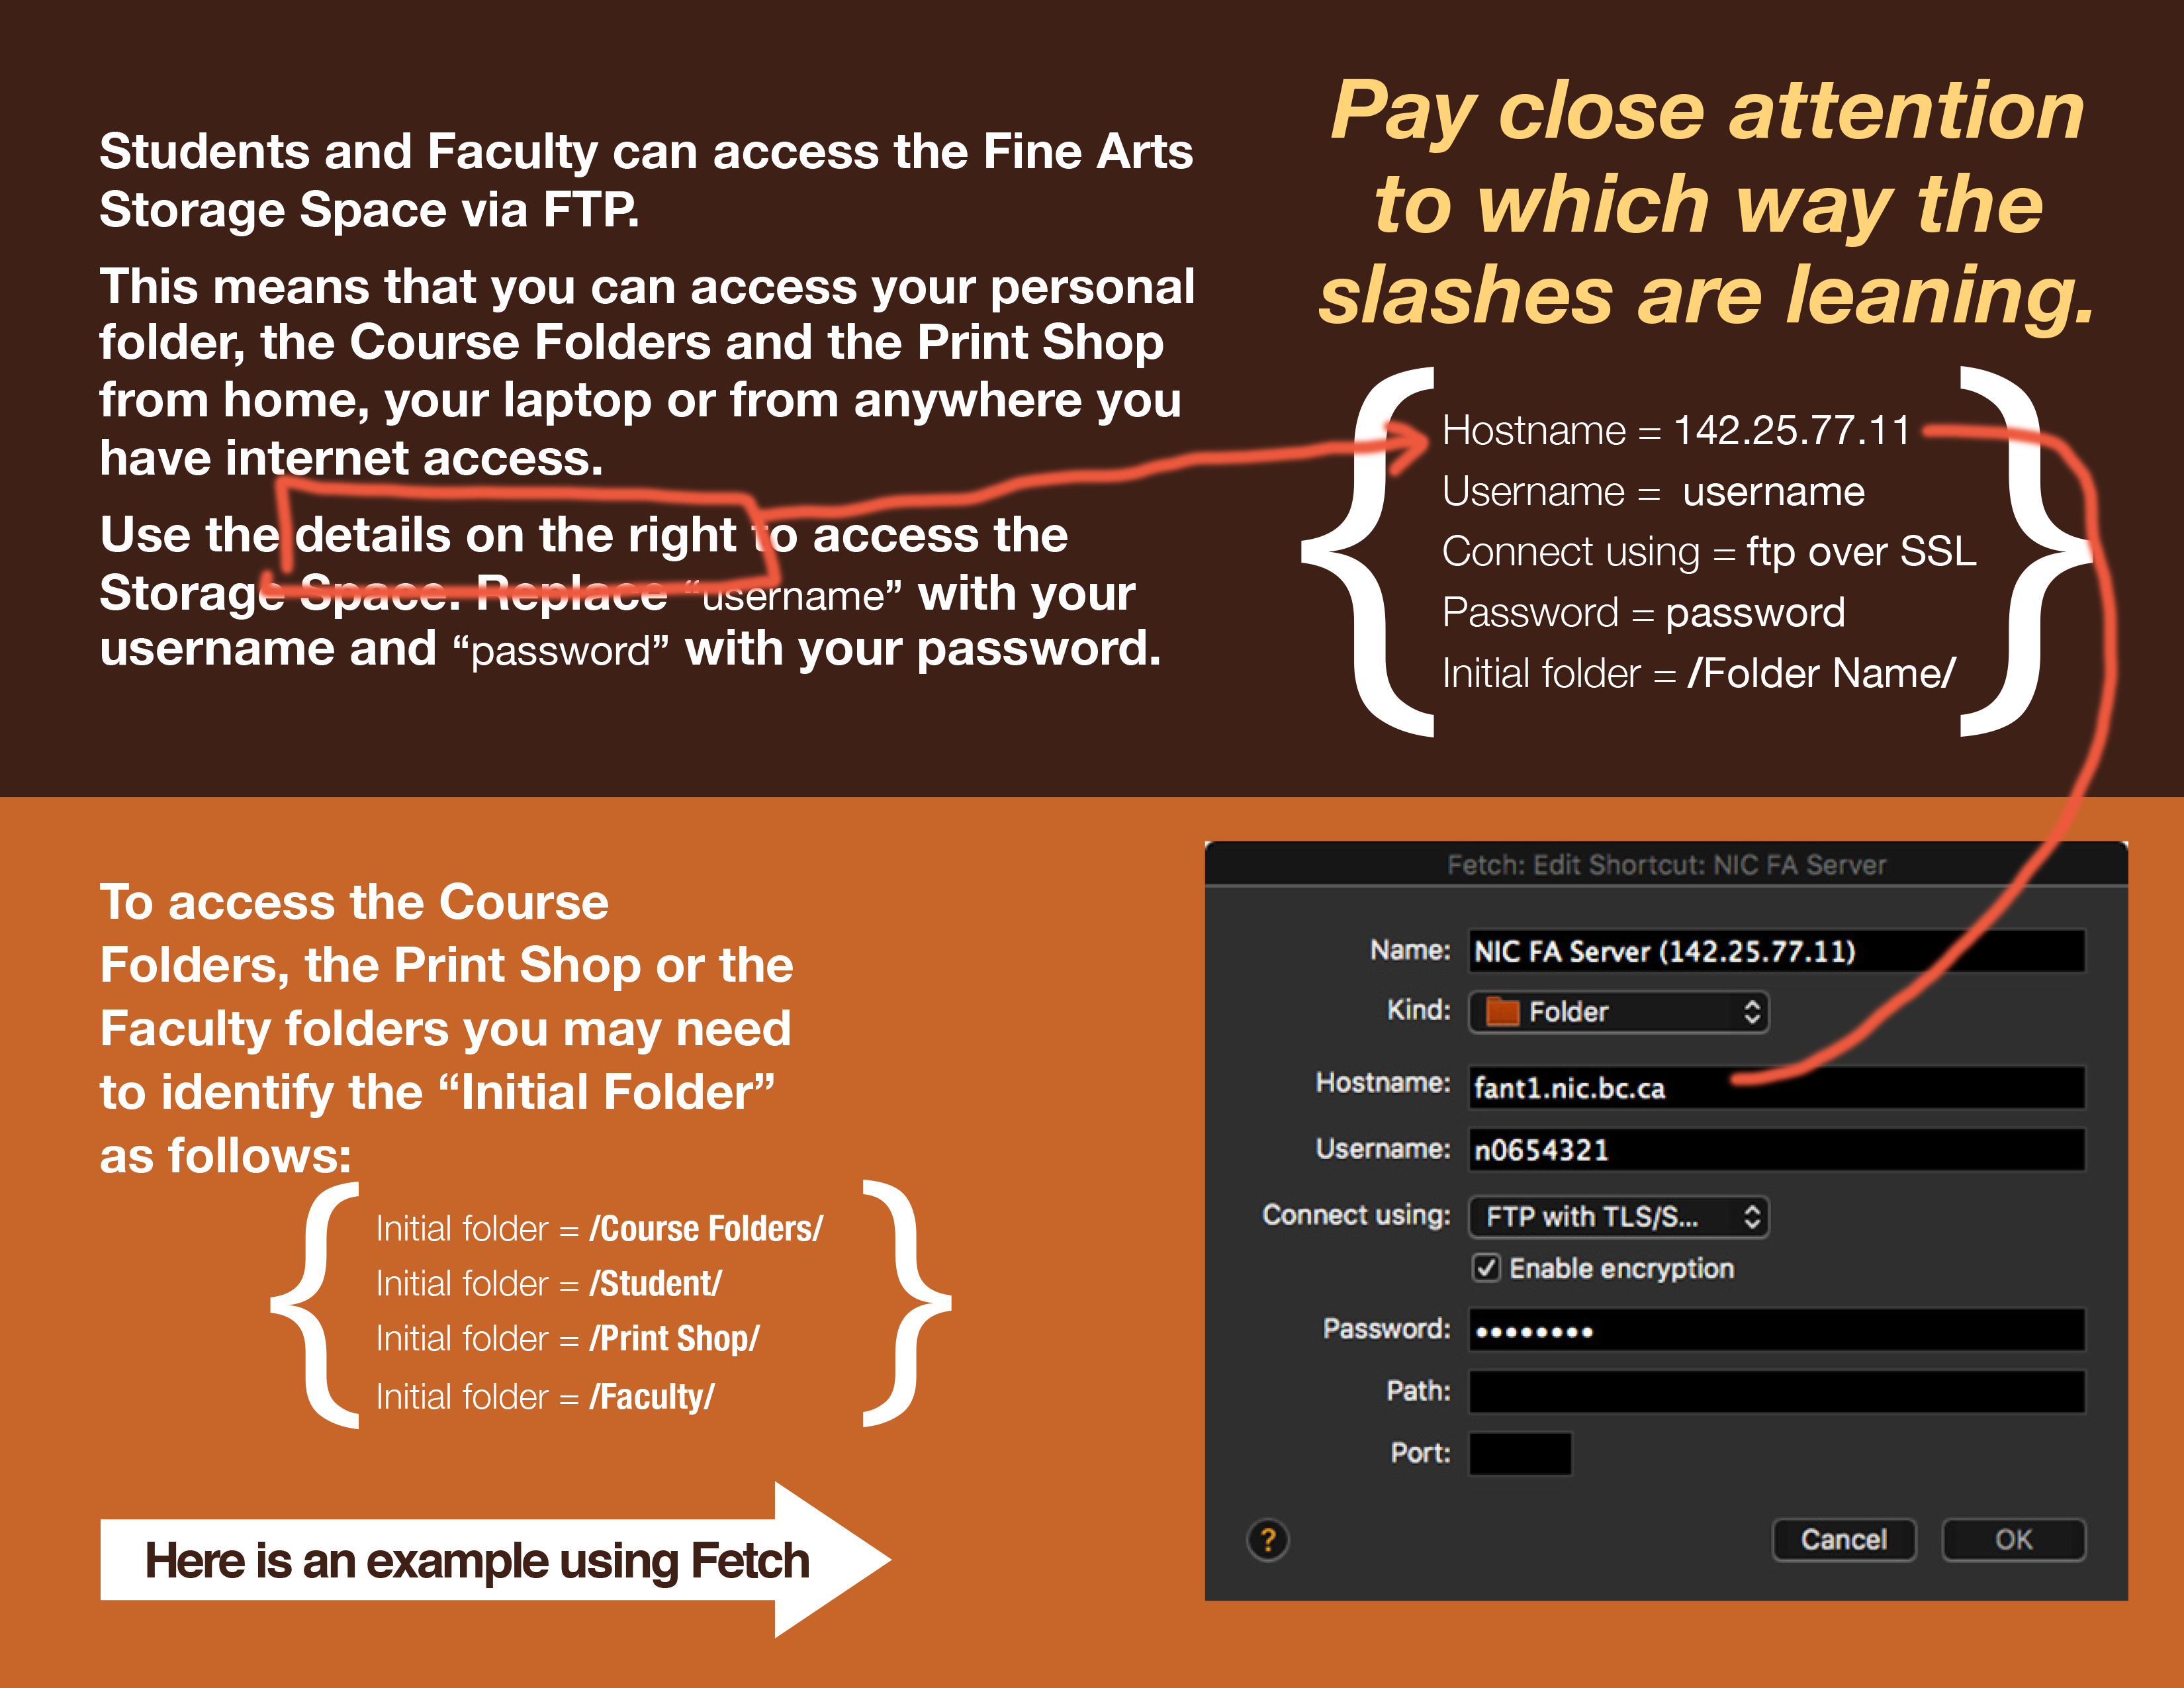 Students and Faculty can access the Fine Arts
Storage Space via FTP.
This means that you can access your personal
folder, the Course Folders and the Print Shop
from home, your laptop or from anywhere you
have internet access.
Use the details on the right to access the
Storage Space. Replace “username” with your
username and “password” with your password.
Pay close attention
to which way the
slashes are leaning.
Hostname = 142.25.77.11
Username = username
Connect using = ftp over SSL
Password = password
Initial folder = /Folder Name/
To access the Course
Folders, the Print Shop or the
Faculty folders you may need
to identify the “Initial Folder”
as follows:
Initial folder = /Course Folders/
Initial folder = /Student/
Initial folder = /Print Shop/
Initial folder = /Faculty/
Here is an example using Fetch
Fetch: Edit Shortcut: NIC FA Server
Name: NIC FA Server (142.25.77.11)
Kind: Folder
Hostname: fant1.nic.bc.ca
Username: n0654321
Connect using: FTP with TLS/S...
Enable encryption
Password: ••••••••
Path:
Port:
? Cancel OK